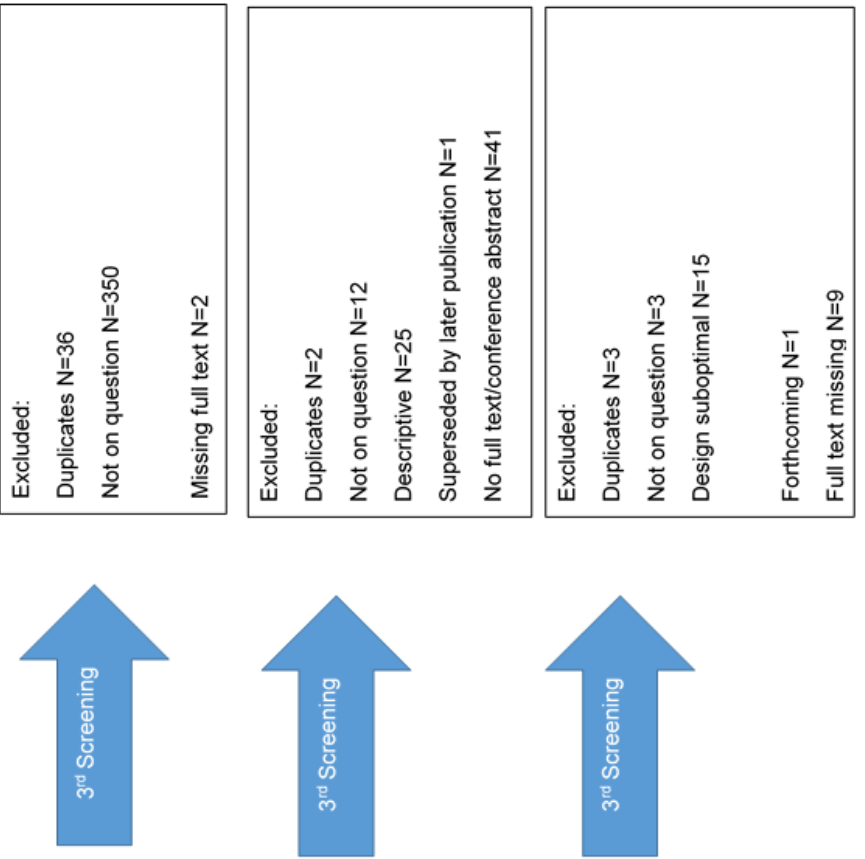 3rd Screening
Excluded:
Duplicates N=36
Not on question N=350
Missing full text N=2
3rd Screening
Excluded:
Duplicates N=2
Not on question N=12
Descriptive N=25
Superseded by later publication N=1
No full text/conference abstract N=41
3rd Screening
Excluded:
Duplicates N=3
Not on question N=3
Design suboptimal N=15
Forthcoming N=1
Full text missing N=9